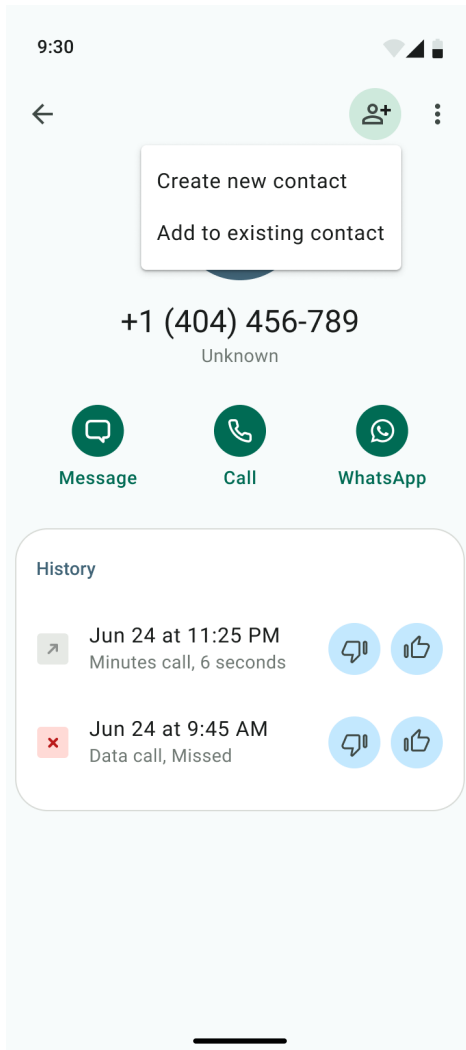 9:30
Create new contact
Add to existing contact
+1 (404) 456-789
Unknown
Message Call WhatsApp
History
Jun 24 at 11:25 PM
Minutes call, 6 seconds
Jun 24 at 9:45 AM
Data call, Missed